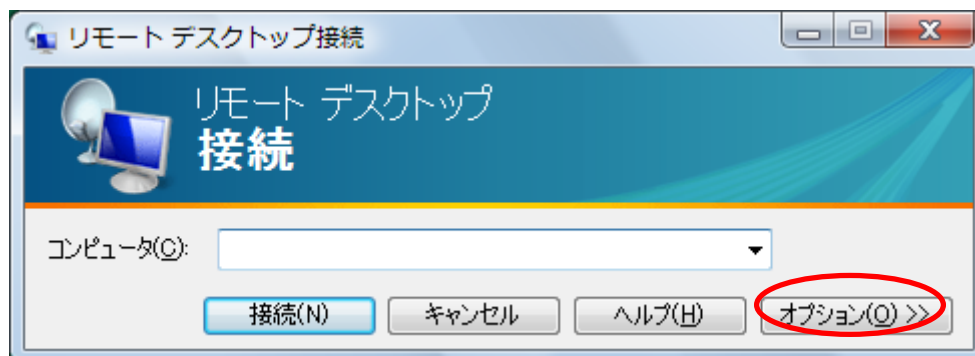 リモート デスクトップ接続
リモート デスクトップ
接続
コンピュータ(C):
接続(N) キャンセル ヘルプ(H) オプション(O) >>